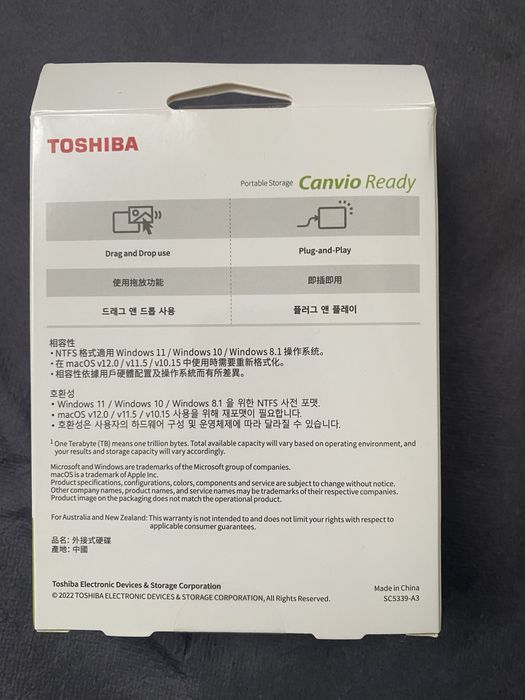 TOSHIBA
Portable Storage Canvio Ready
Drag and Drop use
Plug-and-Play
使用拖放功能
即插即用
드래그 앤 드롭 사용
플러그 앤 플레이
相容性
• NTFS 格式適用 Windows 11 / Windows 10 / Windows 8.1 操作系統。
• 在 macOS v12.0 / v11.5 / v10.15 中使用時需要重新格式化。
• 相容性依據用戶硬體配置及操作系統而有所差異。
호환성
• Windows 11 / Windows 10 / Windows 8.1 을 위한 NTFS 사전 포맷.
• macOS v12.0 / v11.5 / v10.15 사용을 위해 재포맷이 필요합니다.
• 호환성은 사용자의 하드웨어 구성 및 운영체제에 따라 달라질 수 있습니다.
1 One Terabyte (TB) means one trillion bytes. Total available capacity will vary based on operating environment, and
your results and storage capacity will vary accordingly.
Microsoft and Windows are trademarks of the Microsoft group of companies.
macOS is a trademark of Apple Inc.
Product specifications, configurations, colors, components and service are subject to change without notice.
Other company names, product names, and service names may be trademarks of their respective companies.
Product image on the packaging does not match the operational product.
For Australia and New Zealand: This warranty is not intended to and does not limit your rights with respect to
applicable consumer guarantees.
品名: 外接式硬碟
產地: 中國
Toshiba Electronic Devices & Storage Corporation
© 2022 TOSHIBA ELECTRONIC DEVICES & STORAGE CORPORATION, All Rights Reserved.
Made in China
SC5339-A3